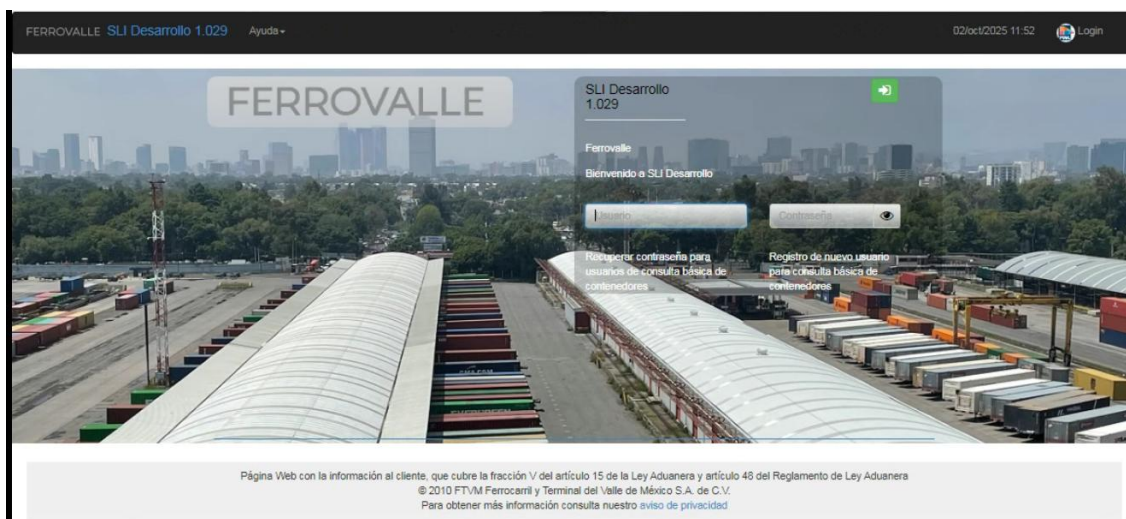 FERROVALLE SLI Desarrollo 1.029 Ayuda 02/oct/2025 11:52 Login
FERROVALLE
SLI Desarrollo
1.029
Ferrovalle
Bienvenido a SLI Desarrollo
Usuario Contraseña
Recuperar contraseña para
usuarios de consulta básica de
contenedores
Registro de nuevo usuario
para consulta básica de
contenedores
Página Web con la información al cliente, que cubre la fracción V del artículo 15 de la Ley Aduanera y artículo 48 del Reglamento de Ley Aduanera
© 2010 FTVM Ferrocarril y Terminal del Valle de México S.A. de C.V.
Para obtener más información consulta nuestro aviso de privacidad